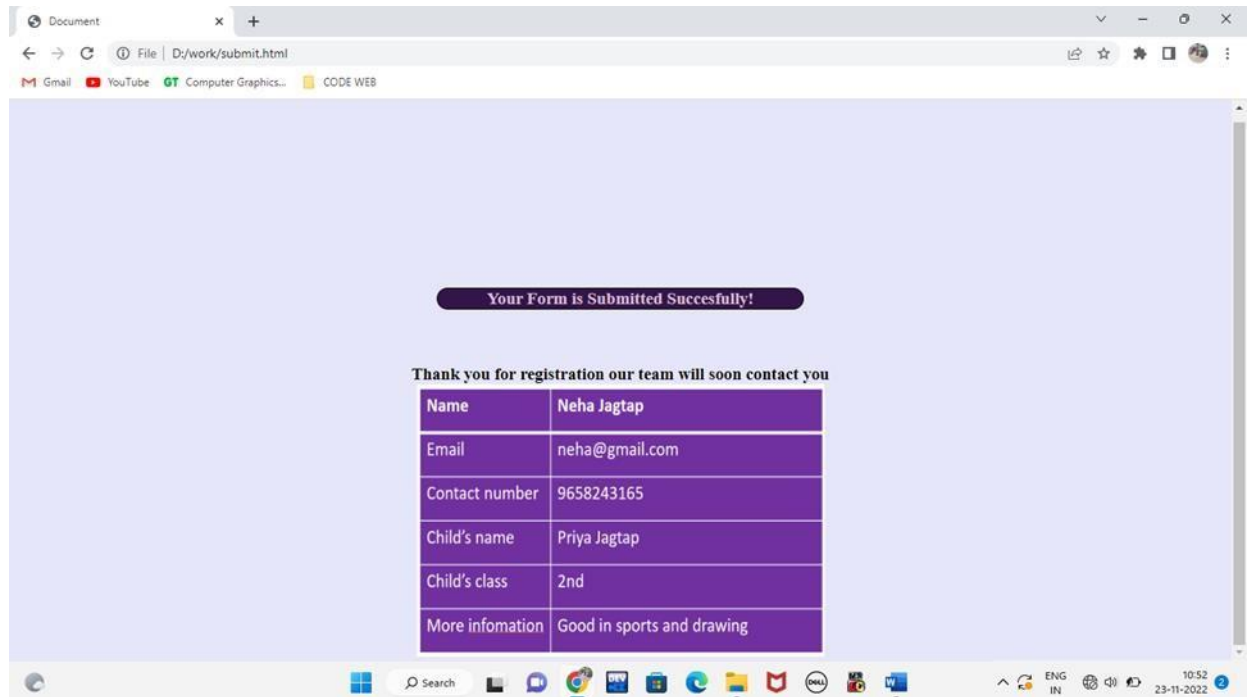 Document
File D:/work/submit.html
Gmail YouTube GT Computer Graphics... CODE WEB
Your Form is Submitted Succesfully!
Thank you for registration our team will soon contact you
Name Neha Jagtap
Email neha@gmail.com
Contact number 9658243165
Child's name Priya Jagtap
Child's class 2nd
More infomation Good in sports and drawing
Search DELL W ENG 10:52
IN 23-11-2022 2